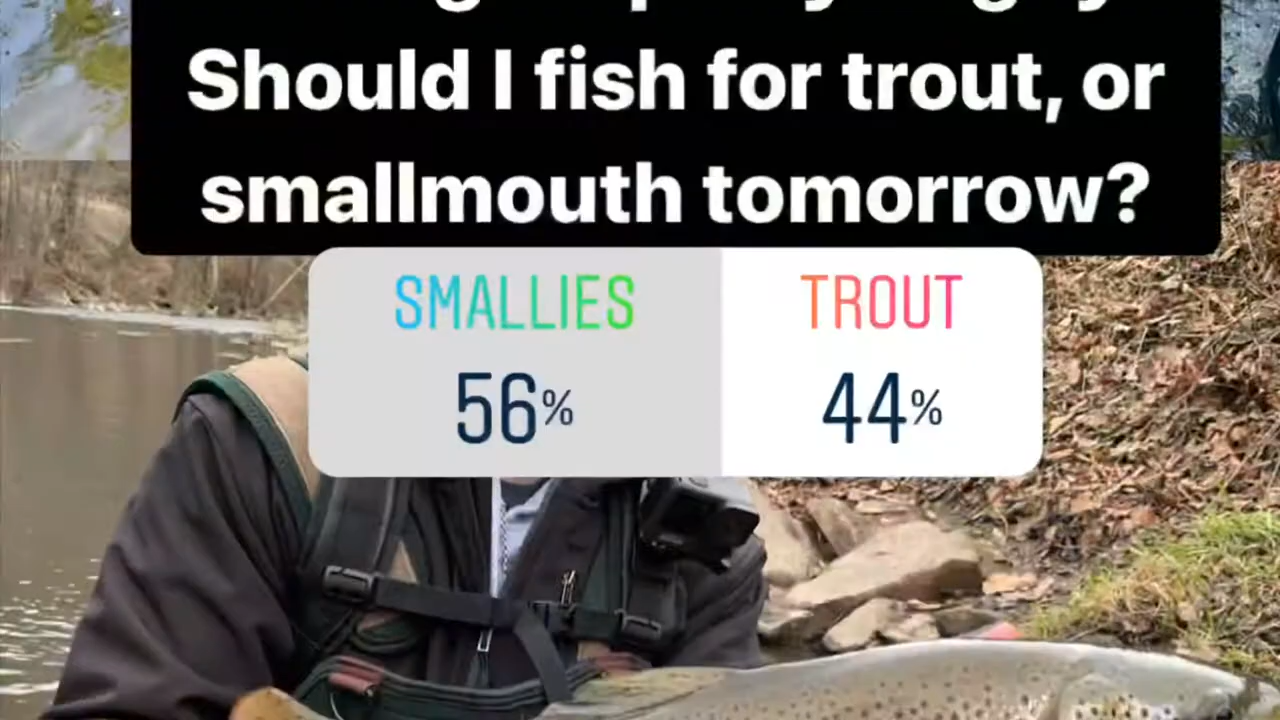 Should I fish for trout, or
smallmouth tomorrow?
SMALLIES
TROUT
56%
44%